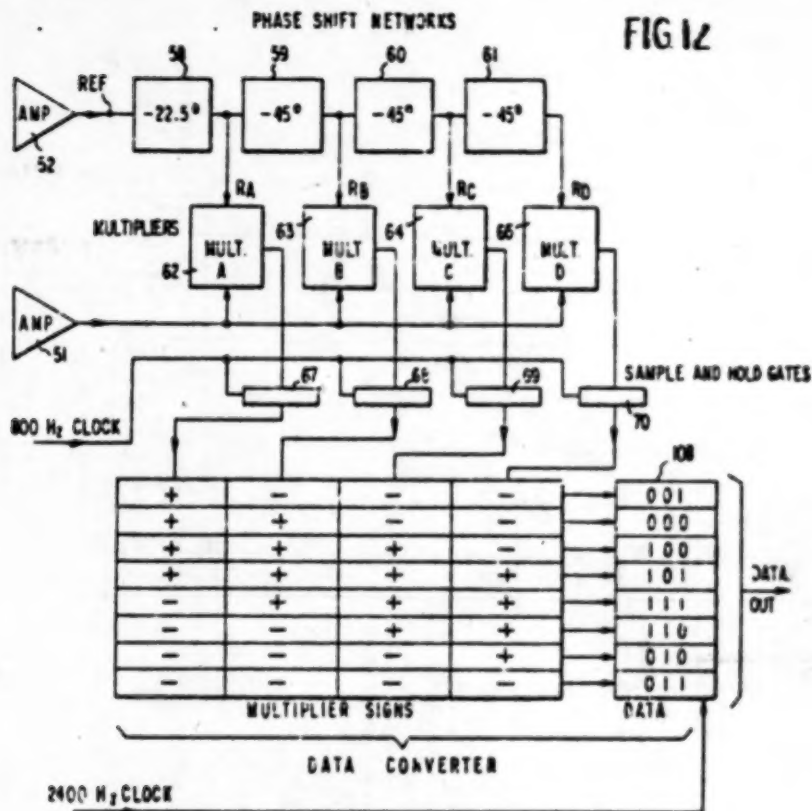 PHASE SHIFT NETWORKS
FIG 12
58 59 60 61
REF
AMP
52
-22.5° -45° -45° -45°
RA RB RC RD
MULTIPLIERS
62 63 64 65
MULT. A
MULT B
MULT. C
MULT. D
AMP
51
67 68 69 70
SAMPLE AND HOLD GATES
800 Hz CLOCK
108
+ - - - 001
+ + - - 000
+ + + - 100
+ + + + 101
- + + + 111
- - + + 110
- - - + 010
- - - - 011
DATA OUT
MULTIPLIER SIGNS DATA
DATA CONVERTER
2400 Hz CLOCK